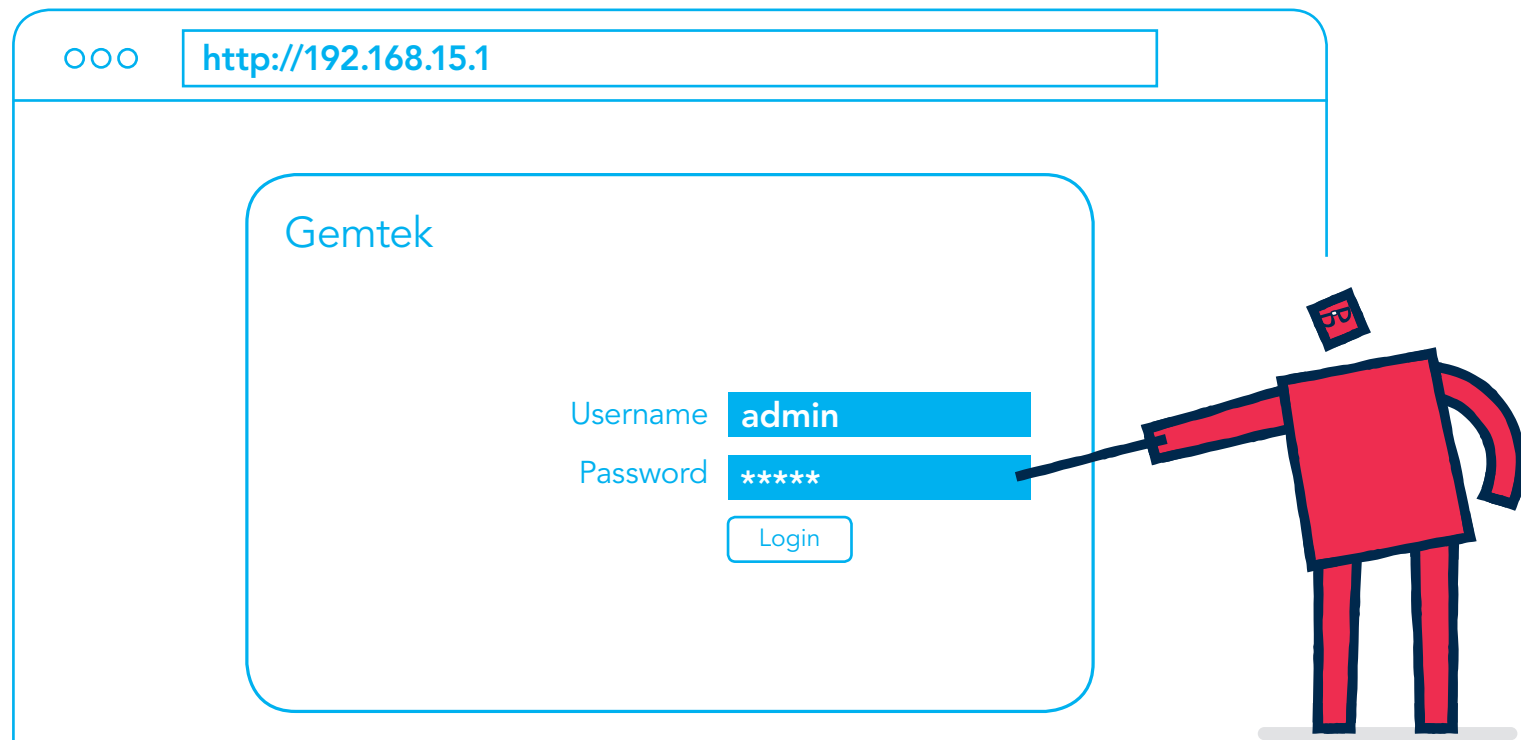 http://192.168.15.1
Gemtek
Username admin
Password *****
Login